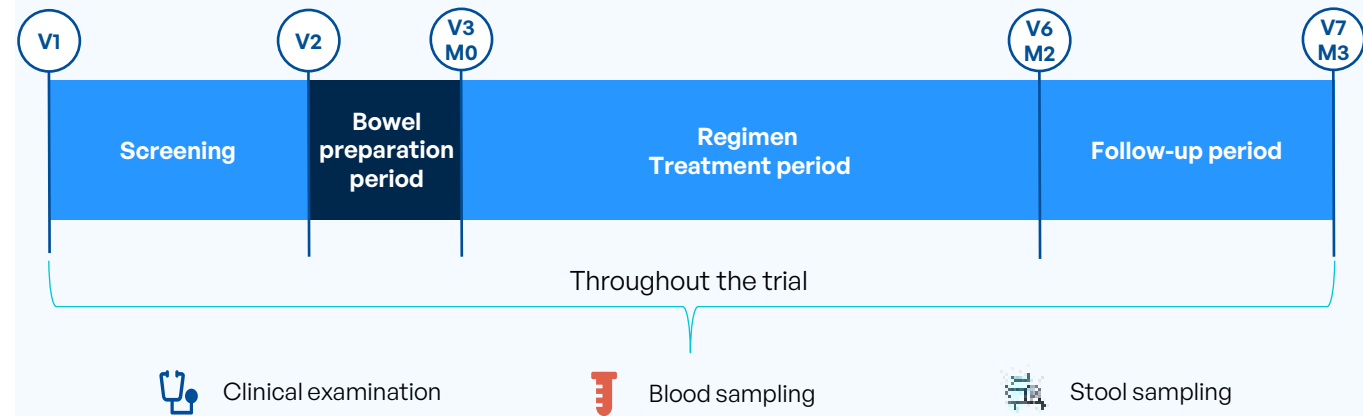 V1
V2
V3
M0
V6
M2
V7
M3
Screening
Bowel
preparation
period
Regimen
Treatment period
Follow-up period
Throughout the trial
Clinical examination
Blood sampling
Stool sampling